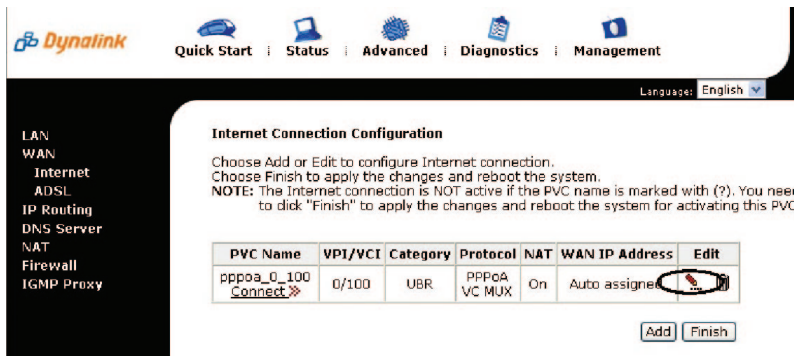 Dynalink
Quick Start
Status
Advanced
Diagnostics
Management
Language: English
LAN
WAN
Internet
ADSL
IP Routing
DNS Server
NAT
Firewall
IGMP Proxy
Internet Connection Configuration
Choose Add or Edit to configure Internet connection.
Choose Finish to apply the changes and reboot the system.
NOTE: The Internet connection is NOT active if the PVC name is marked with (?). You need
to click "Finish" to apply the changes and reboot the system for activating this PVC
PVC Name VPI/VCI Category Protocol NAT WAN IP Address Edit
pppoa_0_100 Connect >> 0/100 UBR PPPoA VC MUX On Auto assigned
Add Finish